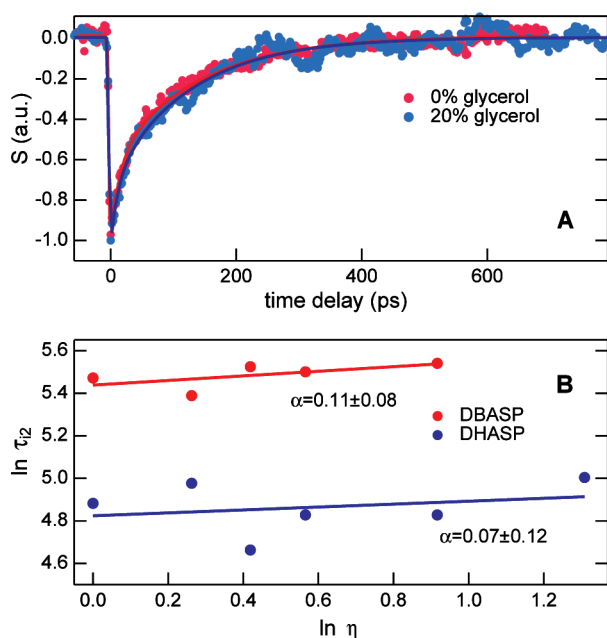 0.0
-0.2
-0.4
-0.6
-0.8
-1.0
S (a.u.)
0% glycerol
20% glycerol
A
0
200
400
600
time delay (ps)
5.6
5.4
5.2
5.0
4.8
4.6
ln τi2
B
DBASP
DHASP
α=0.11±0.08
α=0.07±0.12
0.0
0.2
0.4
0.6
0.8
1.0
1.2
ln η